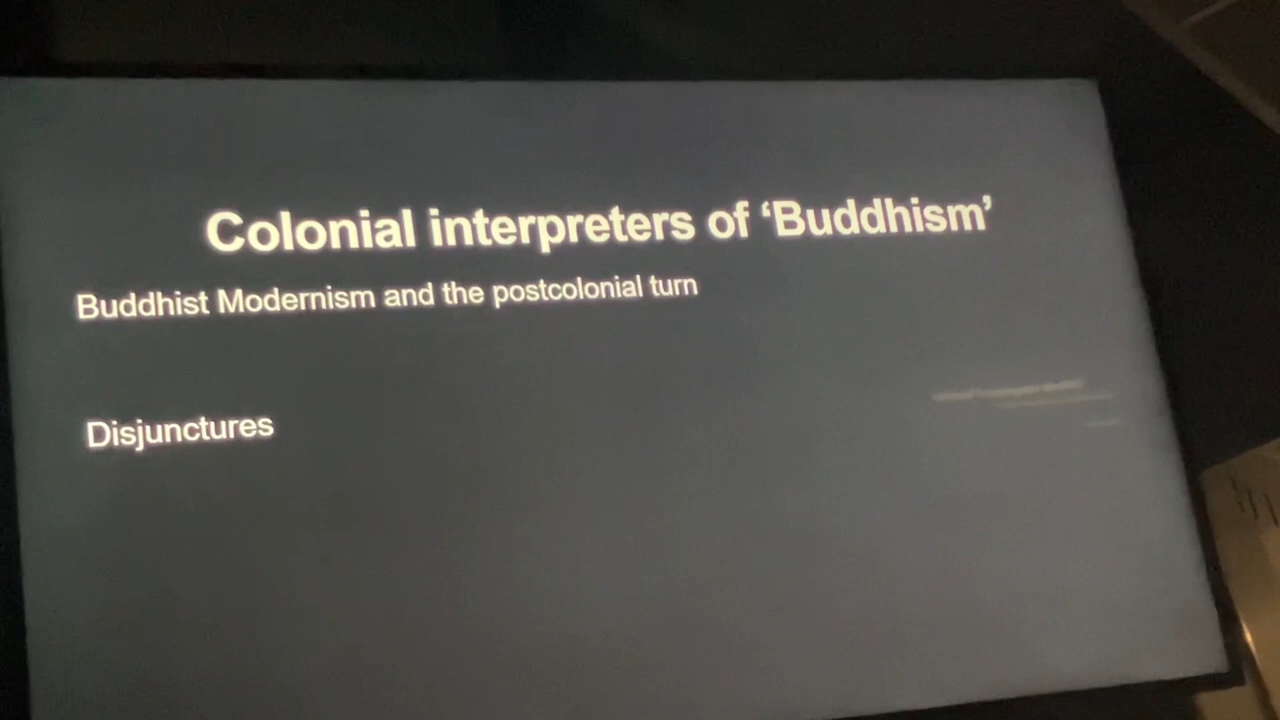 Colonial interpreters of ‘Buddhism’
Buddhist Modernism and the postcolonial turn
Disjunctures